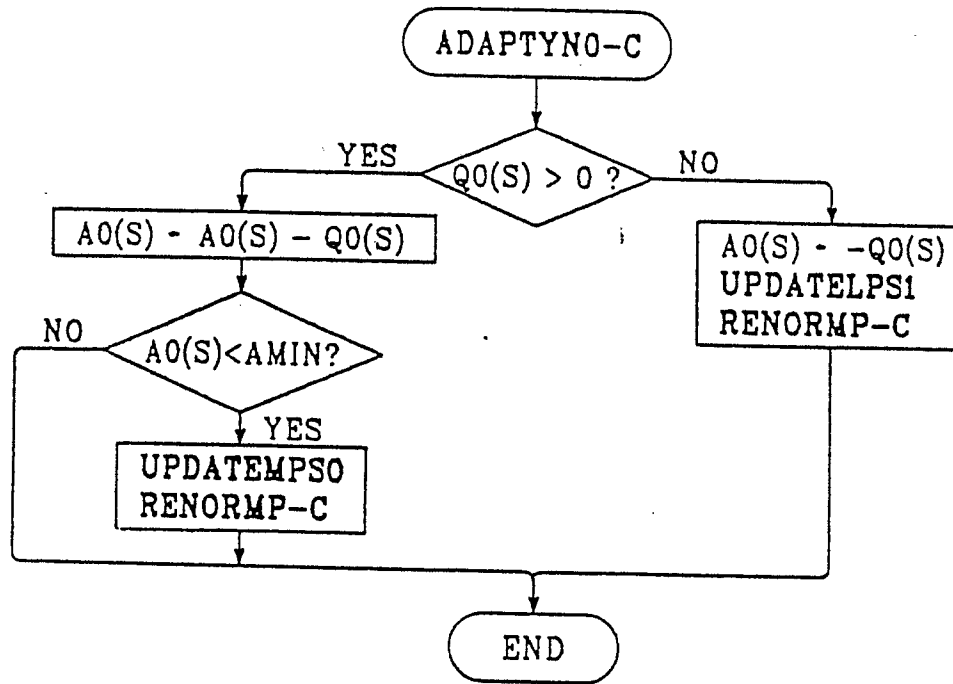 ADAPTYN0-C
YES
Q0(S) > 0 ?
NO
A0(S) - A0(S) - Q0(S)
A0(S) - -Q0(S)
UPDATELPS1
RENORMP-C
NO
A0(S)<AMIN?
YES
UPDATEMPS0
RENORMP-C
END